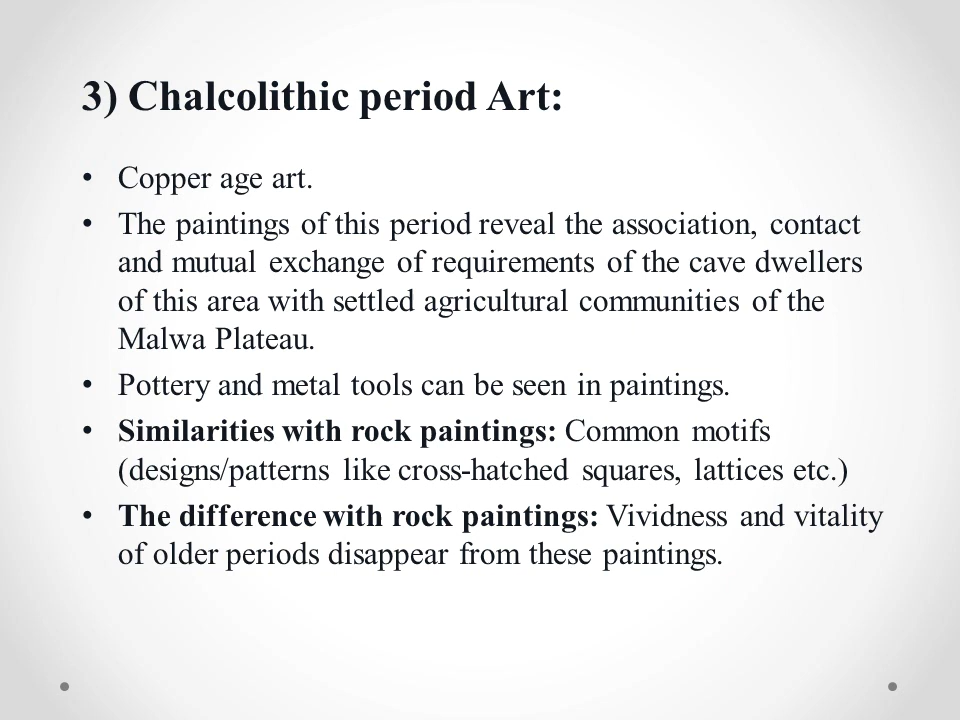 3) Chalcolithic period Art:
• Copper age art.
• The paintings of this period reveal the association, contact
and mutual exchange of requirements of the cave dwellers
of this area with settled agricultural communities of the
Malwa Plateau.
• Pottery and metal tools can be seen in paintings.
• Similarities with rock paintings: Common motifs
(designs/patterns like cross-hatched squares, lattices etc.)
• The difference with rock paintings: Vividness and vitality
of older periods disappear from these paintings.